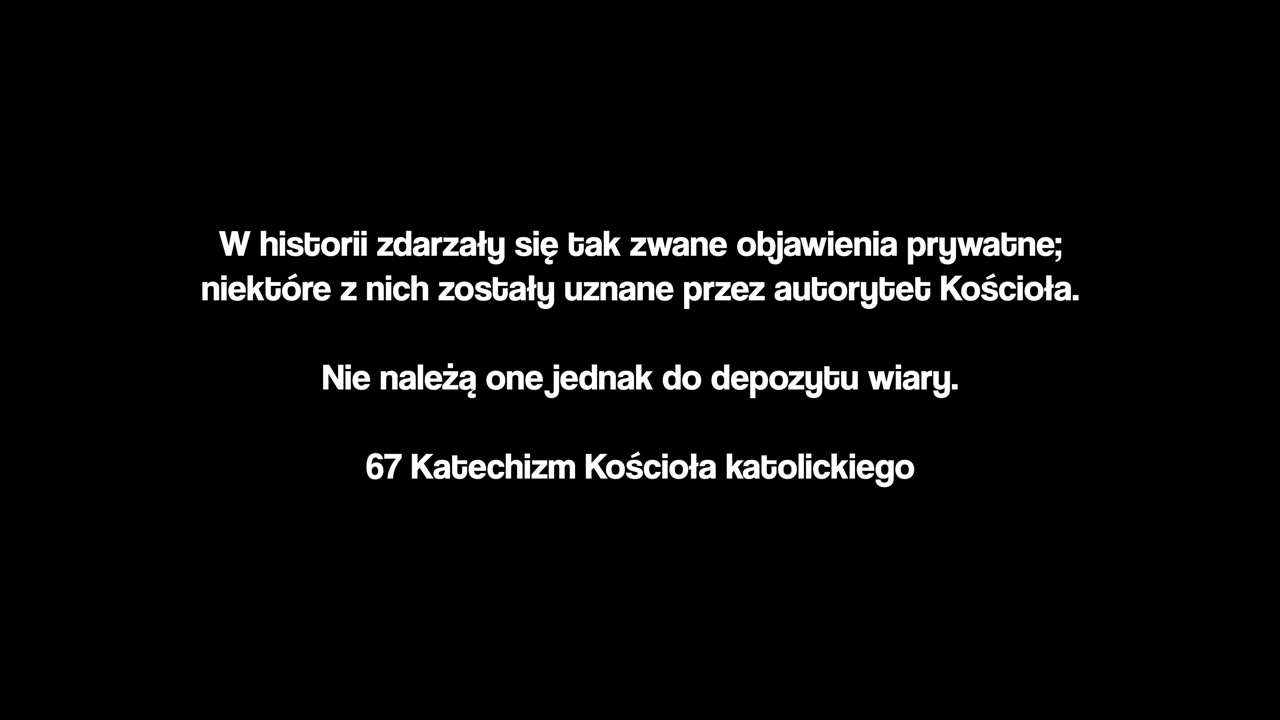 W historii zdarzały się tak zwane objawienia prywatne;
niektóre z nich zostały uznane przez autorytet Kościoła.
Nie należą one jednak do depozytu wiary.
67 Katechizm Kościoła katolickiego